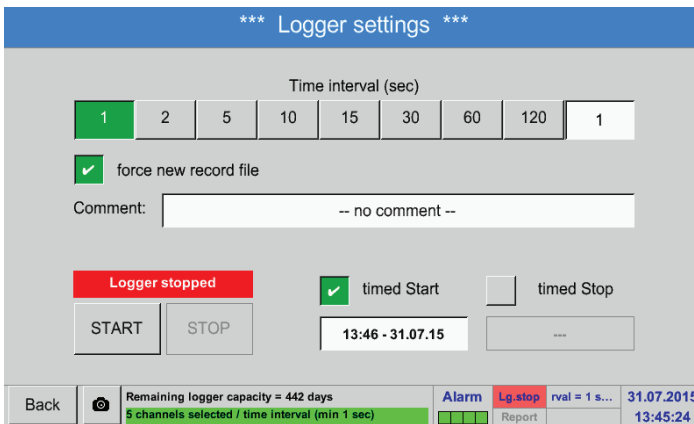 *** Logger settings ***
Time interval (sec)
1 2 5 10 15 30 60 120 1
force new record file
Comment: -- no comment --
Logger stopped
timed Start timed Stop
START STOP
13:46 - 31.07.15 ---
Back
Remaining logger capacity = 442 days
5 channels selected / time interval (min 1 sec)
Alarm Lg.stop rval = 1 s... 31.07.2015
Report 13:45:24